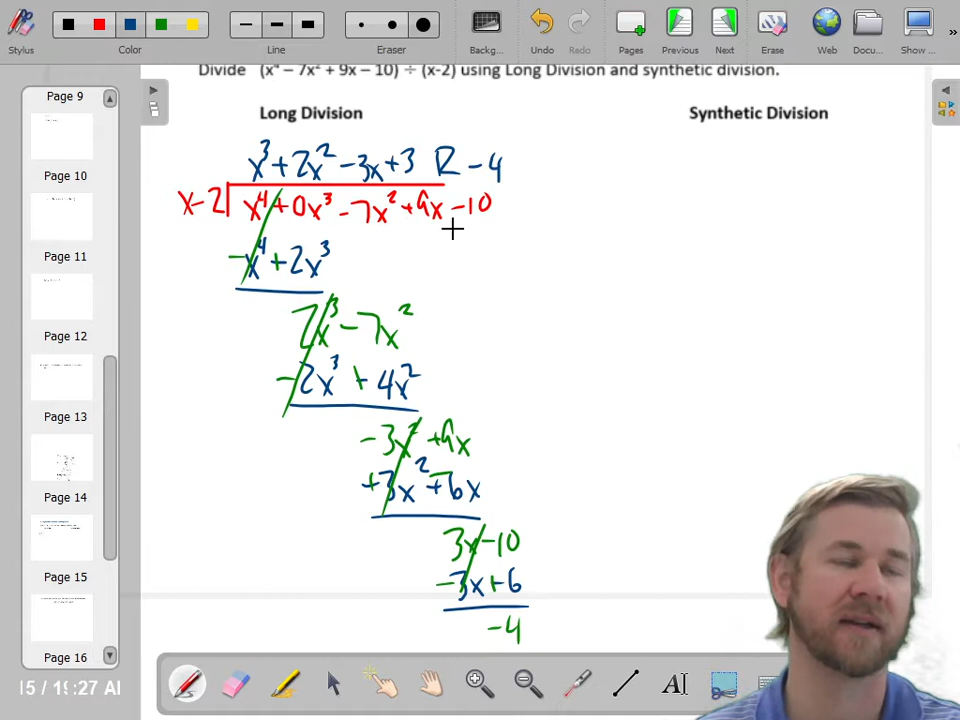 Stylus
Color
Line
Eraser
Backg...
Undo
Redo
Pages
Previous
Next
Erase
Web
Docu...
Show ...
»
Divide (x⁴ – 7x² + 9x – 10) ÷ (x-2) using Long Division and synthetic division.
Long Division
Synthetic Division
Page 9
Page 10
Page 11
Page 12
Page 13
Page 14
Page 15
Page 16
x³ + 2x² - 3x + 3 R - 4
x - 2 x⁴ + 0x³ - 7x² + 9x - 10
- x⁴ + 2x³
2x³ - 7x²
- 2x³ + 4x²
- 3x² + 9x
+ 3x² + 6x
3x - 10
- 3x + 6
- 4